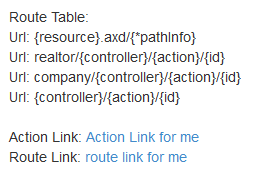 Route Table:
Url: {resource}.axd/{*pathInfo}
Url: realtor/{controller}/{action}/{id}
Url: company/{controller}/{action}/{id}
Url: {controller}/{action}/{id}
Action Link: Action Link for me
Route Link: route link for me